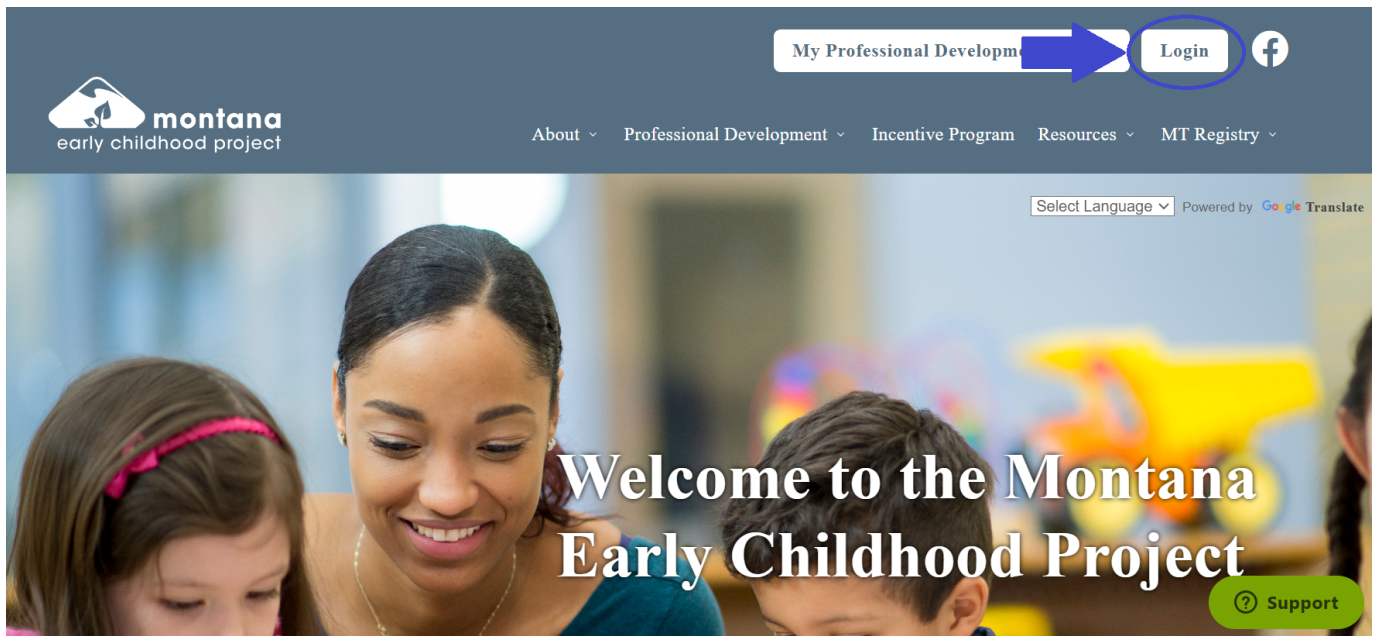 My Professional Developm
Login
montana
early childhood project
About
Professional Development
Incentive Program
Resources
MT Registry
Select Language
Powered by Google Translate
Welcome to the Montana
Early Childhood Project
Support